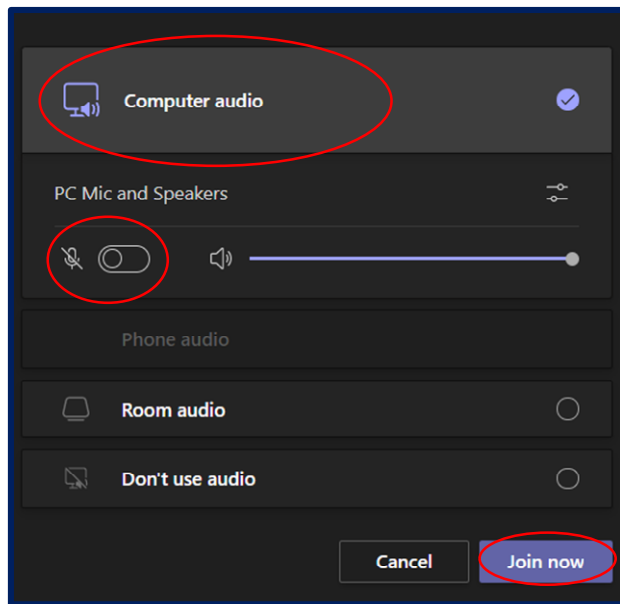 Computer audio
PC Mic and Speakers
Phone audio
Room audio
Don't use audio
Cancel Join now